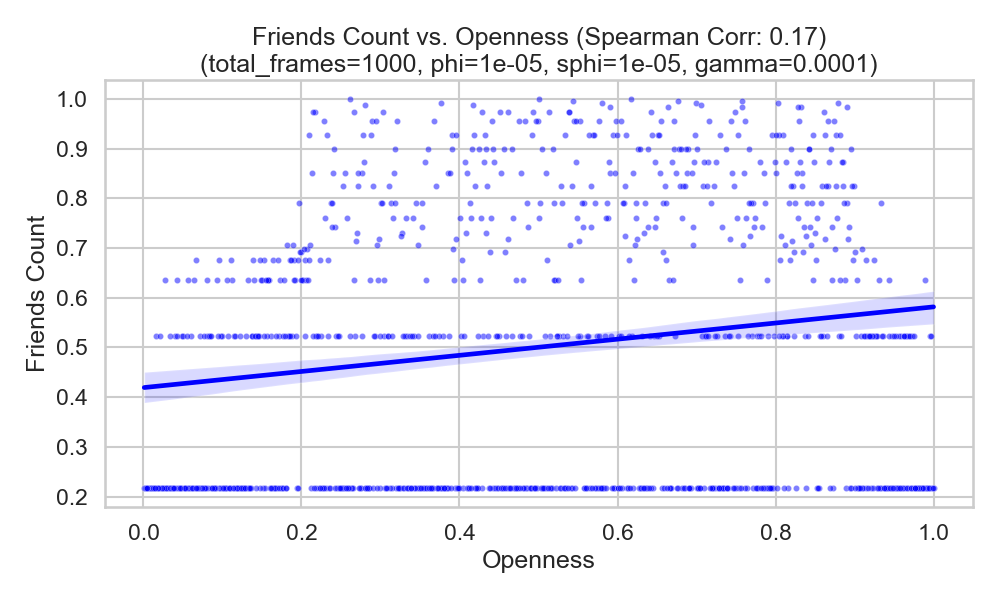 Friends Count vs. Openness (Spearman Corr: 0.17)
(total_frames=1000, phi=1e-05, sphi=1e-05, gamma=0.0001)
Friends Count
1.0
0.9
0.8
0.7
0.6
0.5
0.4
0.3
0.2
0.0 0.2 0.4 0.6 0.8 1.0
Openness